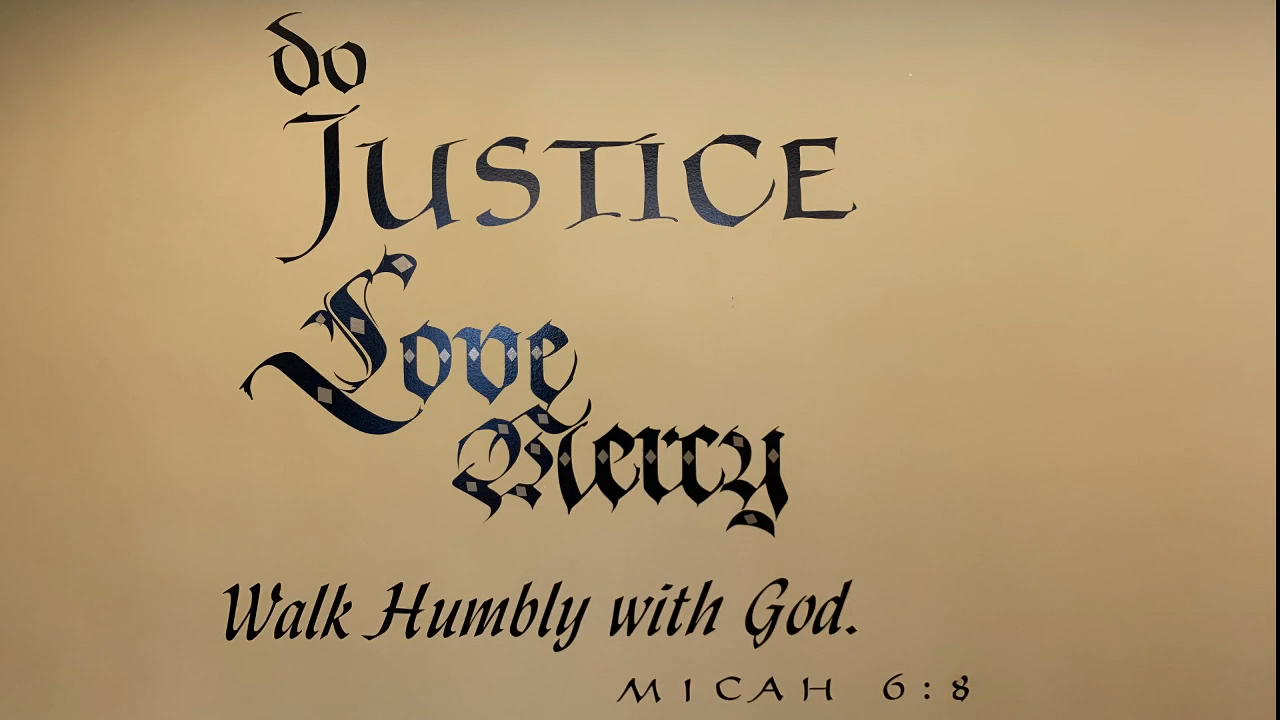 do
JUSTICE
Love
Mercy
Walk Humbly with God.
MICAH 6:8